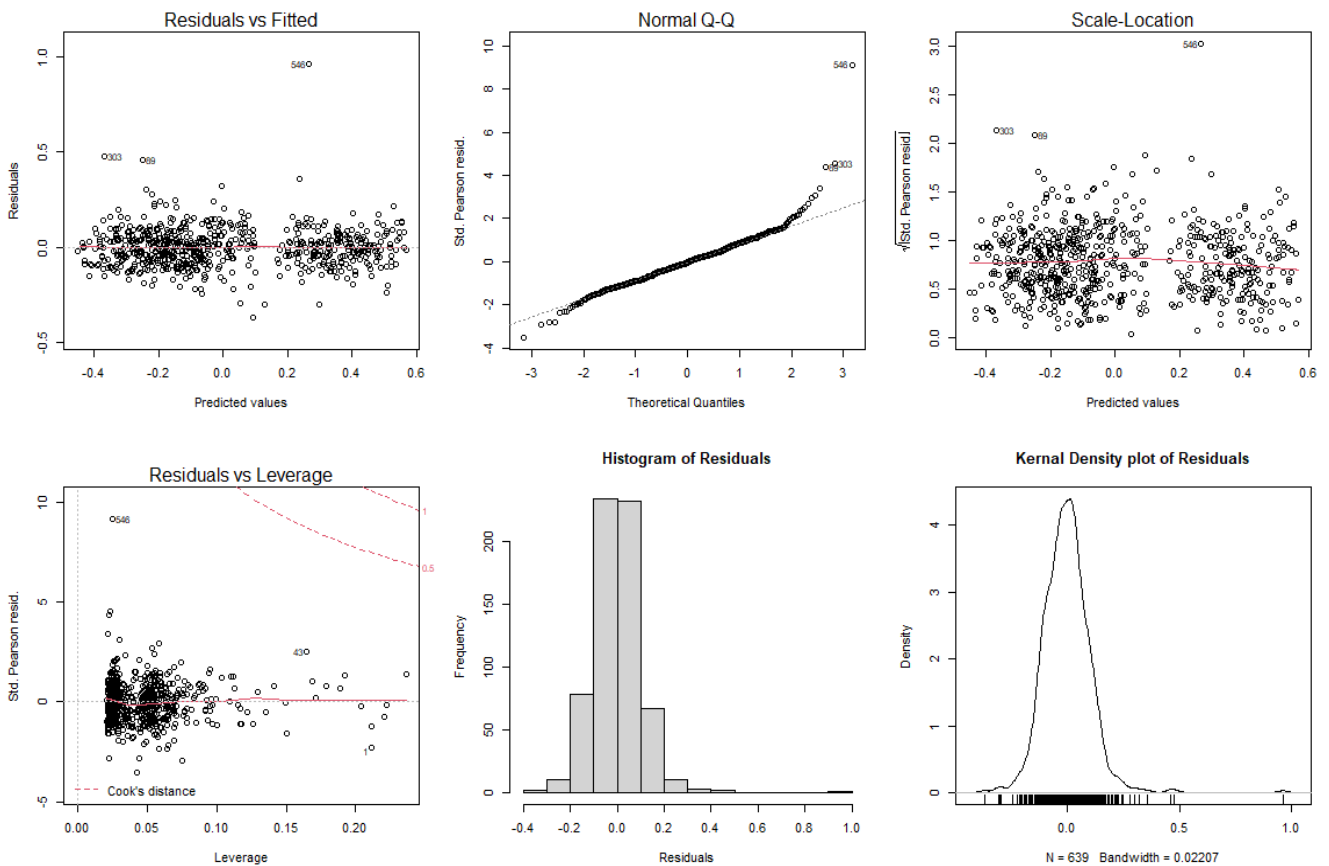 Residuals vs Fitted
Residuals
1.0
0.5
0.0
-0.5
546
303
89
-0.4 -0.2 0.0 0.2 0.4 0.6
Predicted values
Normal Q-Q
Std. Pearson resid.
10
8
6
4
2
0
-2
-4
546
89
303
-3 -2 -1 0 1 2 3
Theoretical Quantiles
Scale-Location
√|Std. Pearson resid.|
3.0
2.5
2.0
1.5
1.0
0.5
0.0
546
303
89
-0.4 -0.2 0.0 0.2 0.4 0.6
Predicted values
Residuals vs Leverage
Std. Pearson resid.
10
5
0
-5
546
43
1
1
0.5
Cook's distance
0.00 0.05 0.10 0.15 0.20
Leverage
Histogram of Residuals
Frequency
200
150
100
50
0
-0.4 -0.2 0.0 0.2 0.4 0.6 0.8 1.0
Residuals
Kernal Density plot of Residuals
Density
4
3
2
1
0
0.0 0.5 1.0
N = 639 Bandwidth = 0.02207